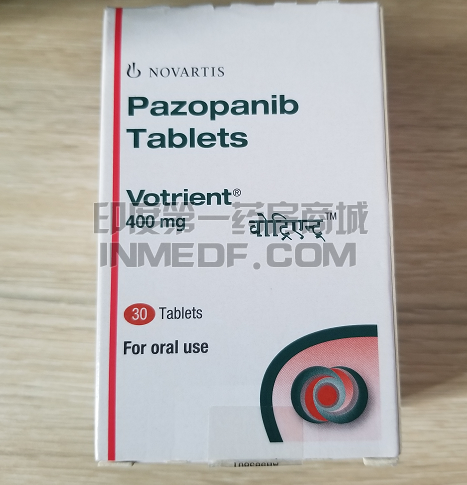 NOVARTIS
Pazopanib
Tablets
Votrient®
400 mg
वोट्रिएन्ट™
印度第一药房商城
INMEDF.COM
30 Tablets
For oral use